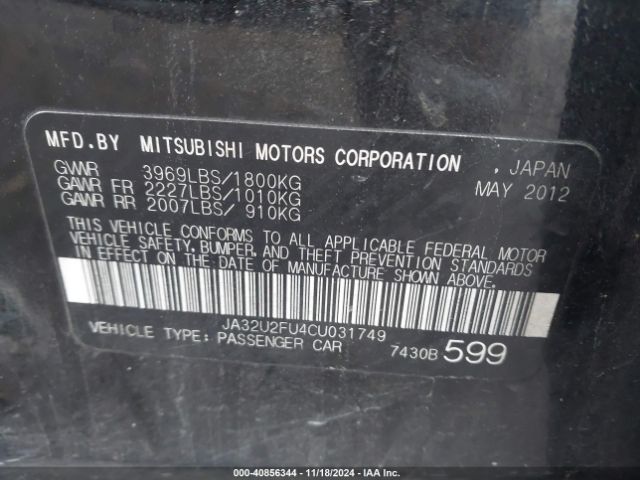 MFD.BY MITSUBISHI MOTORS CORPORATION , JAPAN
GVWR 3969LBS/1800KG MAY 2012
GAWR FR 2227LBS/1010KG
GAWR RR 2007LBS/ 910KG
THIS VEHICLE CONFORMS TO ALL APPLICABLE FEDERAL MOTOR
VEHICLE SAFETY, BUMPER, AND THEFT PREVENTION STANDARDS
IN EFFECT ON THE DATE OF MANUFACTURE SHOWN ABOVE.
JA32U2FU4CU031749
VEHICLE TYPE: PASSENGER CAR 7430B 599
000-40856344 - 11/18/2024 - IAA Inc.